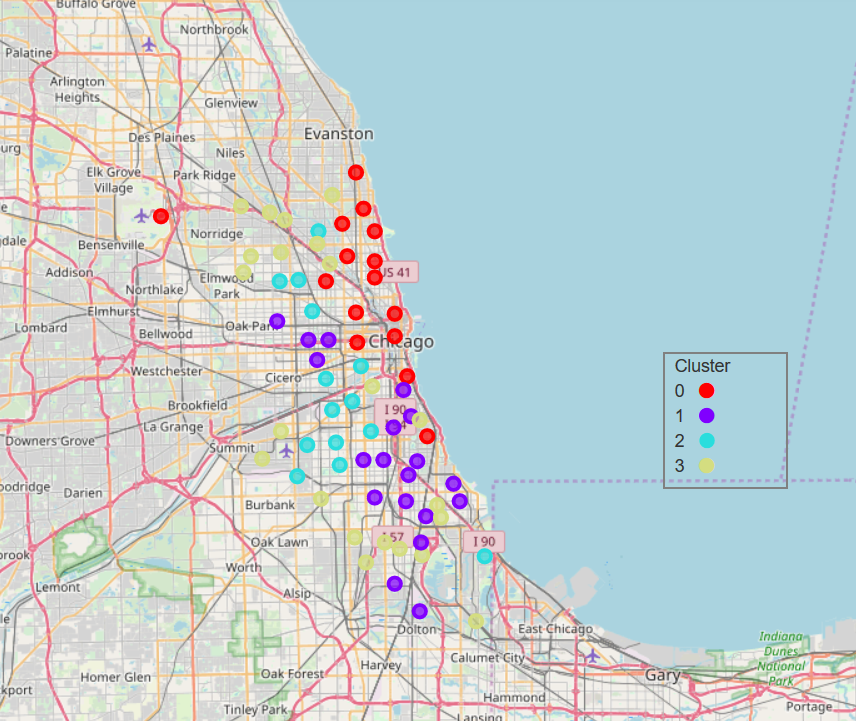 Buffalo Grove
Northbrook
Palatine
Arlington
Heights
Glenview
Evanston
Des Plaines
Niles
urg
Elk Grove
Village
Park Ridge
Norridge
dale
Bensenville
Addison
Elmwood
Park
US 41
Northlake
Elmhurst
Oak Park
Lombard
Bellwood
Chicago
Westchester
Cicero
Cluster
0
1
2
3
Brookfield
I 90
La Grange
Downers Grove
Summit
oodridge
Darien
Burbank
Oak Lawn
I 57
I 90
brook
Worth
Lemont
Alsip
Dolton
East Chicago
Indiana
Dunes
National
Park
Harvey
Calumet City
Homer Glen
Oak Forest
Gary
kport
Hammond
Portage
Tinley Park
Lansing